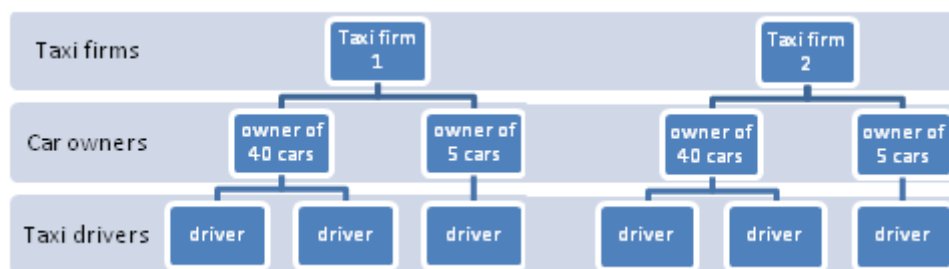 Taxi firms
Taxi firm
1
Taxi firm
2
Car owners
owner of
40 cars
owner of
5 cars
owner of
40 cars
owner of
5 cars
Taxi drivers
driver
driver
driver
driver
driver
driver